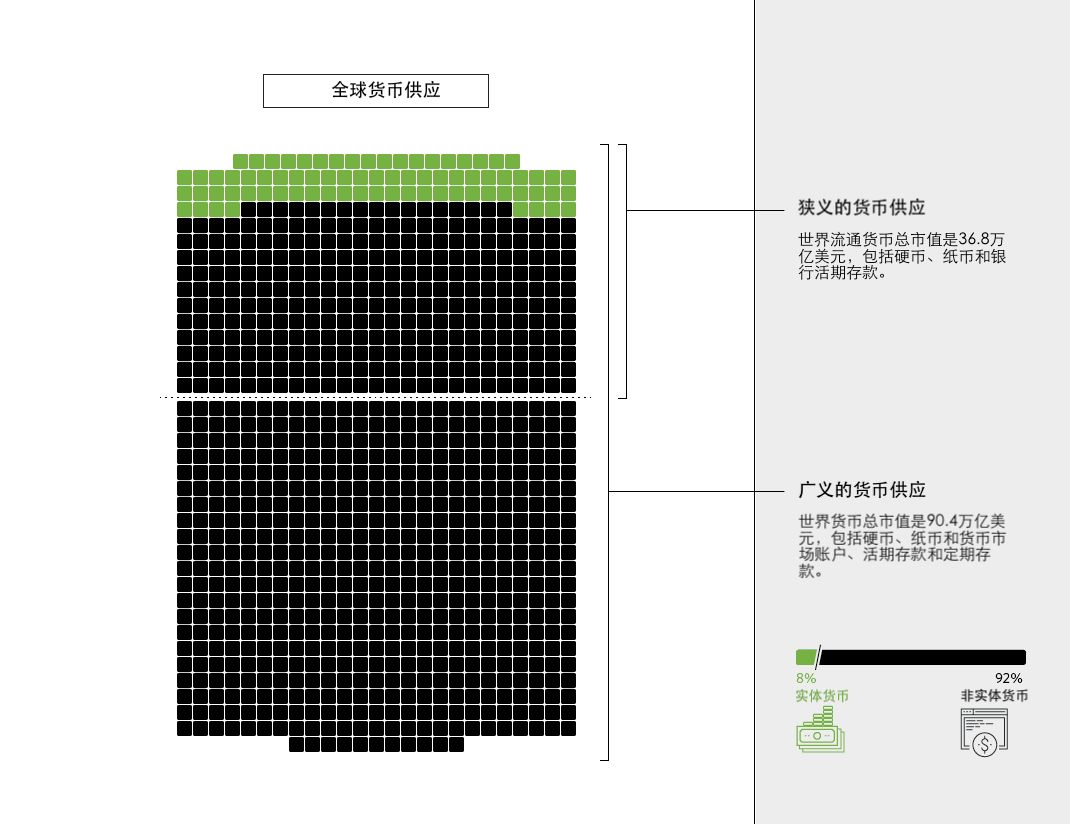 全球货币供应
狭义的货币供应
世界流通货币总市值是36.8万
亿美元，包括硬币、纸币和银
行活期存款。
广义的货币供应
世界货币总市值是90.4万亿美
元，包括硬币、纸币和货币市
场账户、活期存款和定期存
款。
8%
92%
实体货币
非实体货币